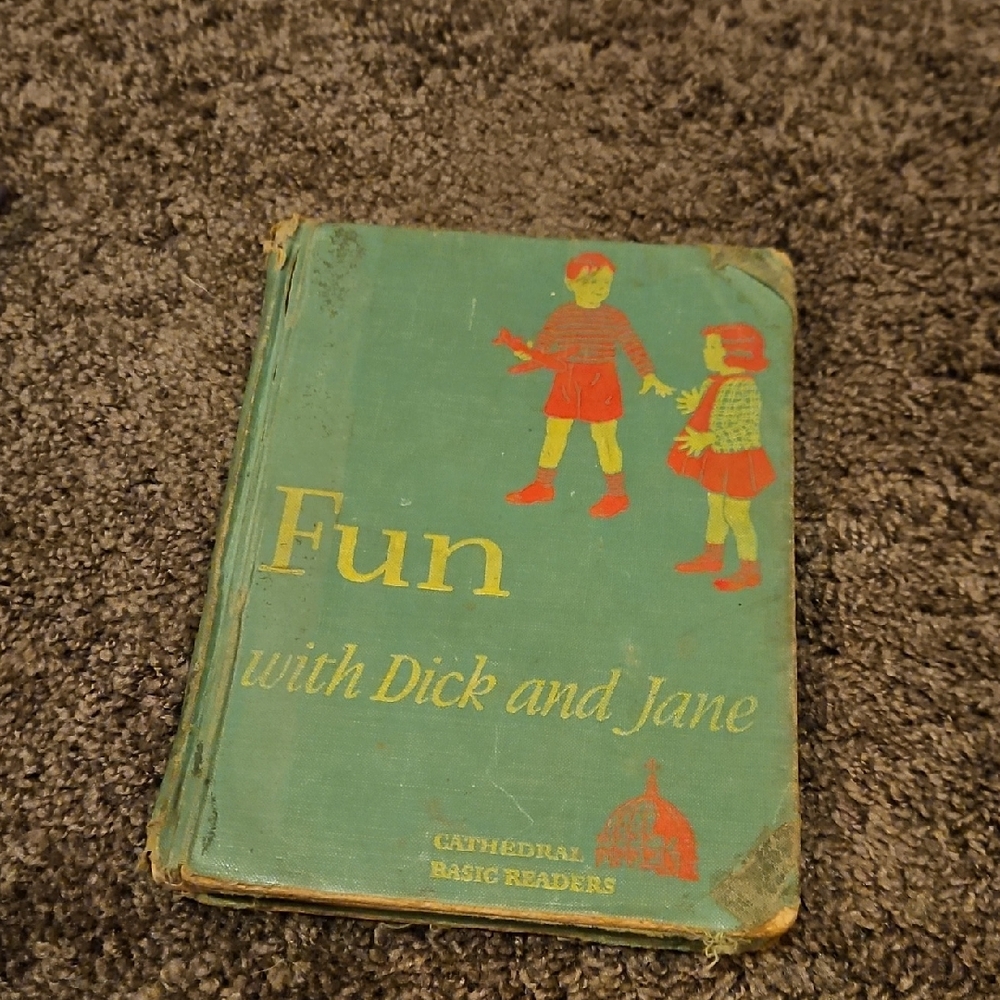 Fun
with Dick and Jane
CATHEDRAL
BASIC READERS